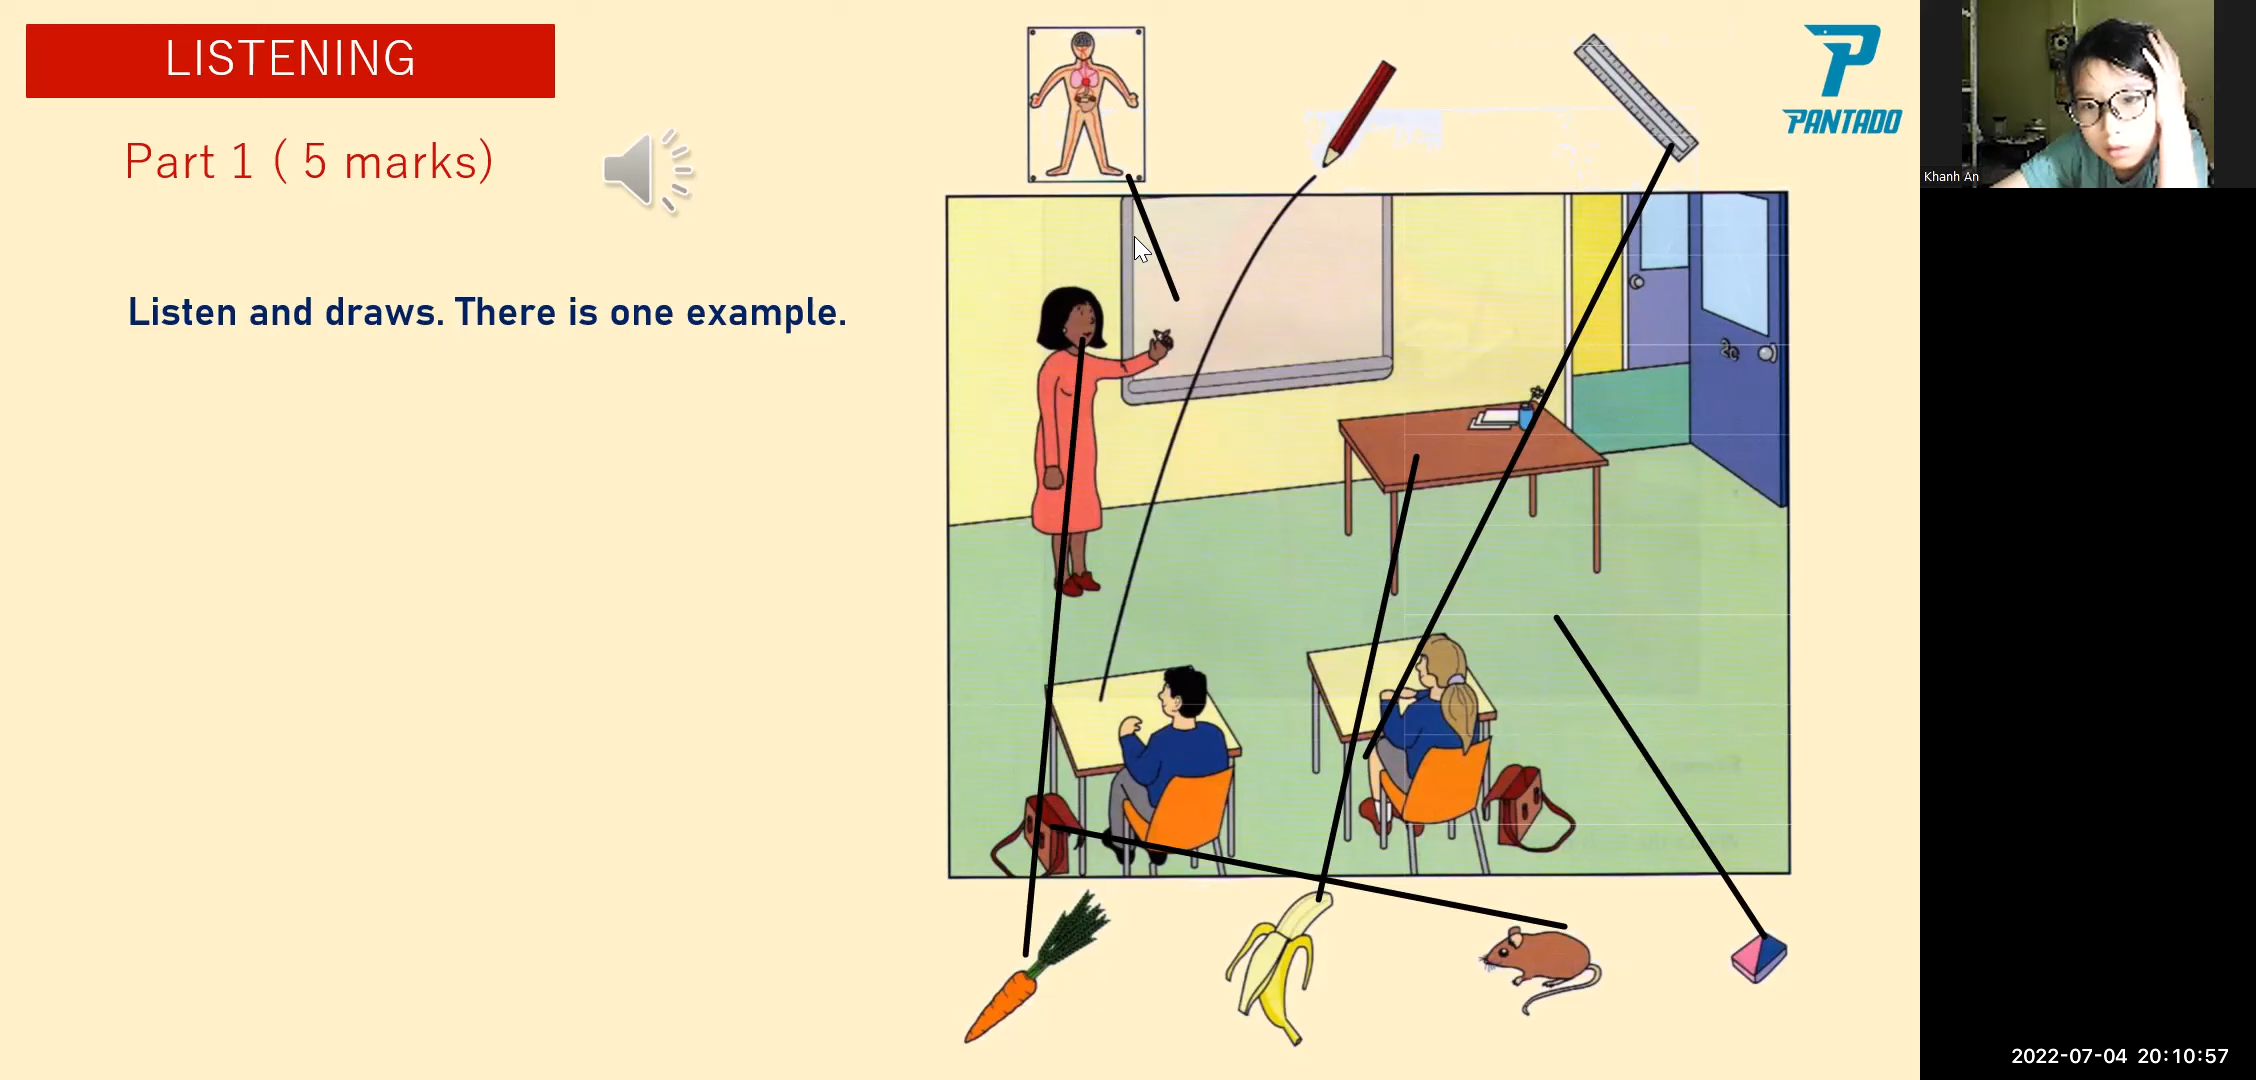 LISTENING
Part 1 ( 5 marks)
Listen and draws. There is one example.
PANTADO
2c
Khanh An
2022-07-04 20:10:57